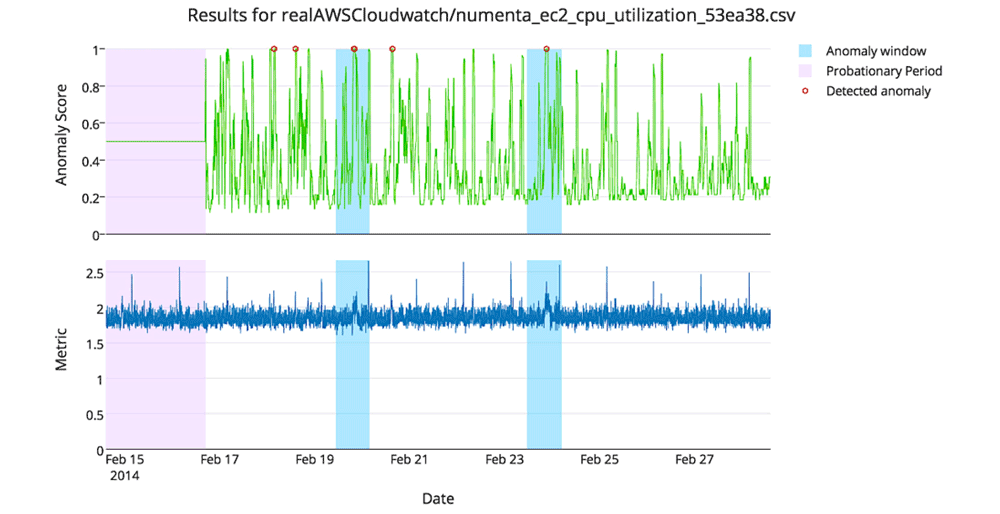 Results for realAWSCloudwatch/numenta_ec2_cpu_utilization_53ea38.csv
Anomaly Score
1
0.8
0.6
0.4
0.2
0
Anomaly window
Probationary Period
Detected anomaly
Metric
2.5
2
1.5
1
0.5
0
Feb 15 Feb 17 Feb 19 Feb 21 Feb 23 Feb 25 Feb 27
2014
Date